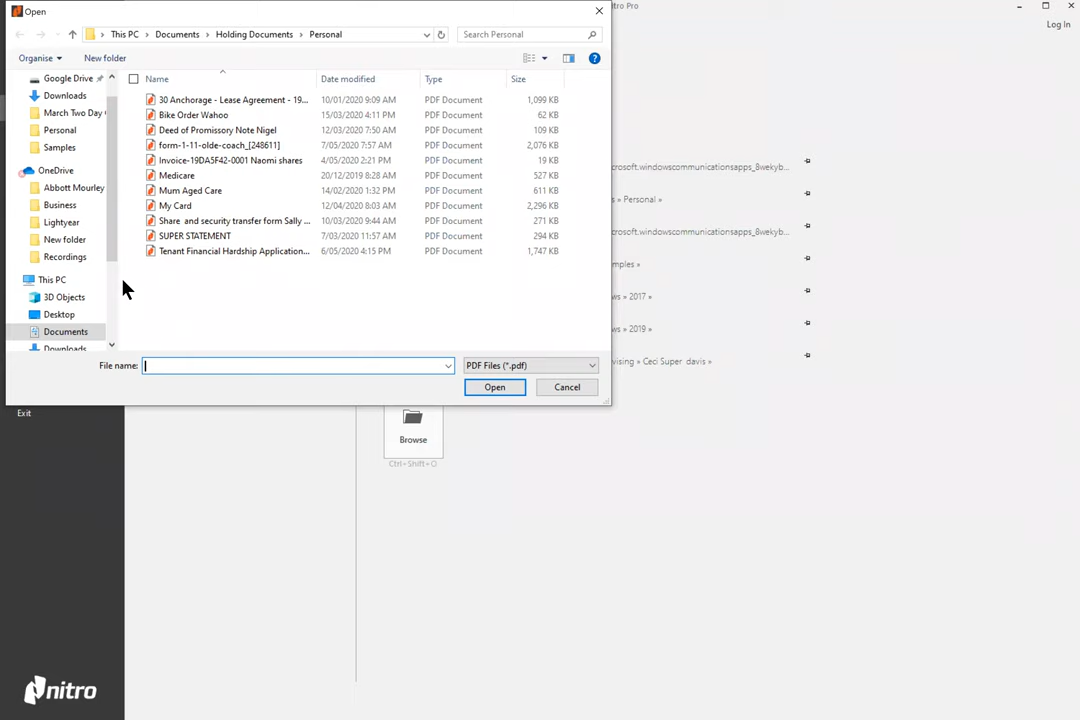 Open
itro Pro
Log In
This PC > Documents > Holding Documents > Personal
Search Personal
Organise
New folder
Name
Date modified
Type
Size
Google Drive
Downloads
March Two Day
Personal
Samples
OneDrive
Abbott Mourley
Business
Lightyear
New folder
Recordings
This PC
3D Objects
Desktop
Documents
Downloads
30 Anchorage - Lease Agreement - 19... 10/01/2020 9:09 AM PDF Document 1,099 KB
Bike Order Wahoo 15/03/2020 4:11 PM PDF Document 62 KB
Deed of Promissory Note Nigel 12/03/2020 7:50 AM PDF Document 109 KB
form-1-11-olde-coach_[248611] 7/05/2020 7:57 AM PDF Document 2,076 KB
Invoice-19DA5F42-0001 Naomi shares 4/05/2020 2:21 PM PDF Document 19 KB
Medicare 20/12/2019 8:28 AM PDF Document 527 KB
Mum Aged Care 14/02/2020 1:32 PM PDF Document 611 KB
My Card 12/04/2020 8:03 AM PDF Document 2,296 KB
Share and security transfer form Sally ... 10/03/2020 9:44 AM PDF Document 271 KB
SUPER STATEMENT 7/03/2020 11:57 AM PDF Document 294 KB
Tenant Financial Hardship Application... 6/05/2020 4:15 PM PDF Document 1,747 KB
crosoft.windowscommunicationsapps_8wekyb...
s » Personal »
crosoft.windowscommunicationsapps_8wekyb...
mples »
ws » 2017 »
ws » 2019 »
vising » Ceci Super davis »
File name:
PDF Files (*.pdf)
Open
Cancel
Exit
Browse
Ctrl+Shift+O
nitro